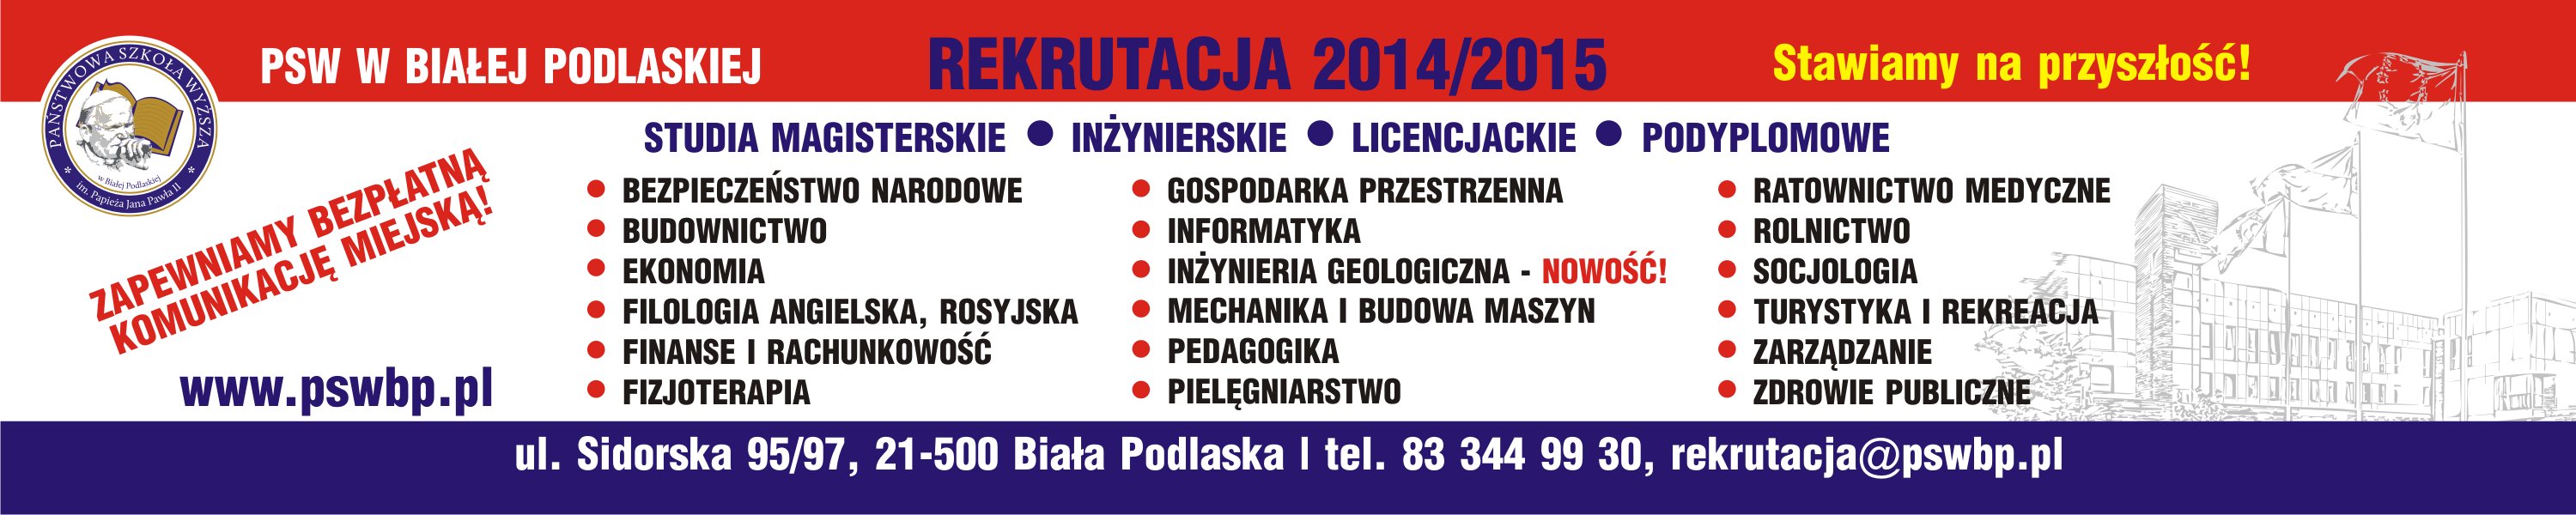 PSW W BIAŁEJ PODLASKIEJ
REKRUTACJA 2014/2015
Stawiamy na przyszłość!
PAŃSTWOWA SZKOŁA WYŻSZA
w Białej Podlaskiej
* im. Papieża Jana Pawła II *
ZAPEWNIAMY BEZPŁATNĄ
KOMUNIKACJĘ MIEJSKĄ!
www.pswbp.pl
STUDIA MAGISTERSKIE ● INŻYNIERSKIE ● LICENCJACKIE ● PODYPLOMOWE
● BEZPIECZEŃSTWO NARODOWE
● BUDOWNICTWO
● EKONOMIA
● FILOLOGIA ANGIELSKA, ROSYJSKA
● FINANSE I RACHUNKOWOŚĆ
● FIZJOTERAPIA
● GOSPODARKA PRZESTRZENNA
● INFORMATYKA
● INŻYNIERIA GEOLOGICZNA - NOWOŚĆ!
● MECHANIKA I BUDOWA MASZYN
● PEDAGOGIKA
● PIELĘGNIARSTWO
● RATOWNICTWO MEDYCZNE
● ROLNICTWO
● SOCJOLOGIA
● TURYSTYKA I REKREACJA
● ZARZĄDZANIE
● ZDROWIE PUBLICZNE
ul. Sidorska 95/97, 21-500 Biała Podlaska | tel. 83 344 99 30, rekrutacja@pswbp.pl